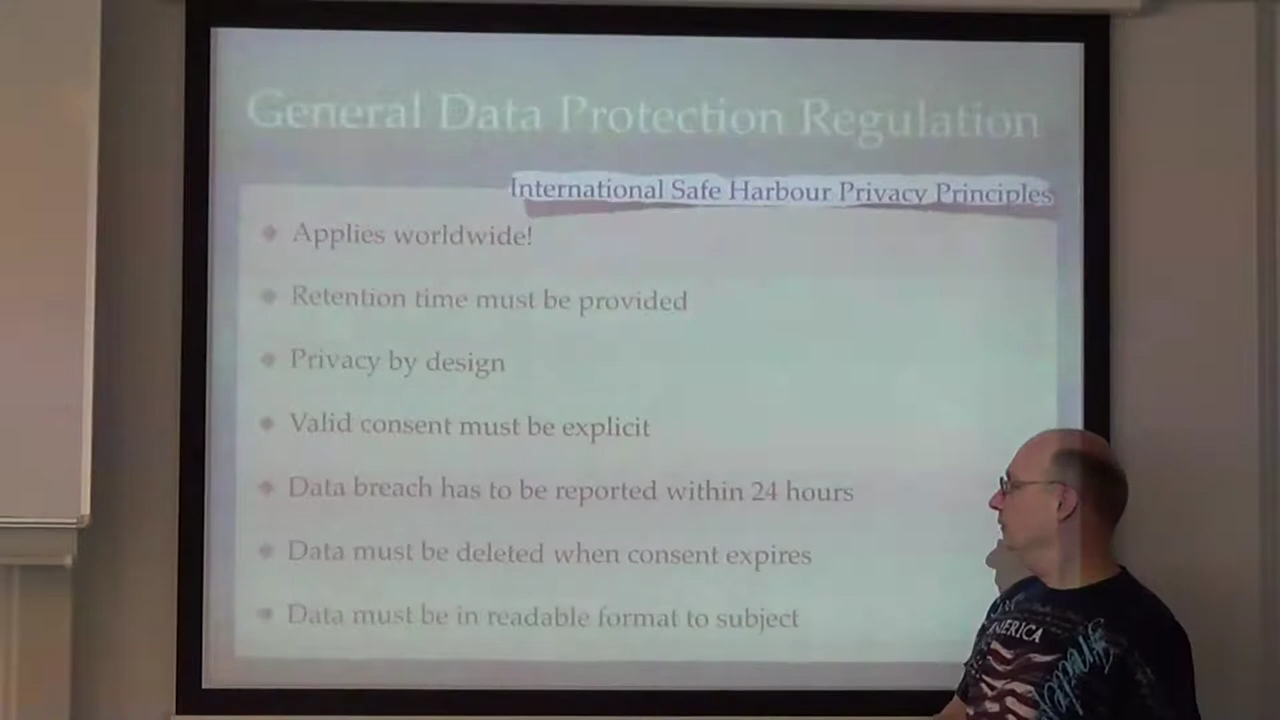 General Data Protection Regulation
International Safe Harbour Privacy Principles
Applies worldwide!
Retention time must be provided
Privacy by design
Valid consent must be explicit
Data breach has to be reported within 24 hours
Data must be deleted when consent expires
Data must be in readable format to subject
AMERICA